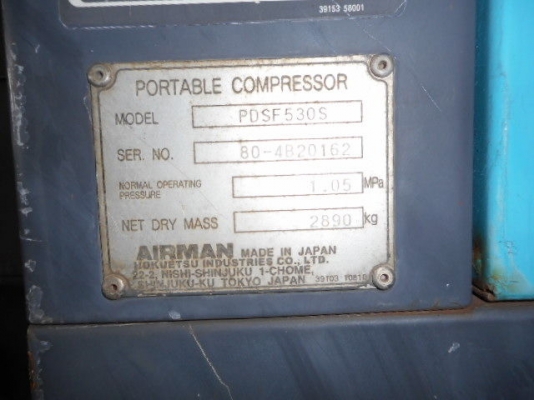 39153 58001
PORTABLE COMPRESSOR
MODEL PDSF530S
SER. NO. 80-4B20162
NORMAL OPERATING PRESSURE 1.05 MPa
NET DRY MASS 2890 kg
AIRMAN MADE IN JAPAN
HOKUETSU INDUSTRIES CO., LTD.
22-2, NISHI-SHINJUKU 1-CHOME,
SHINJUKU-KU TOKYO JAPAN 39103